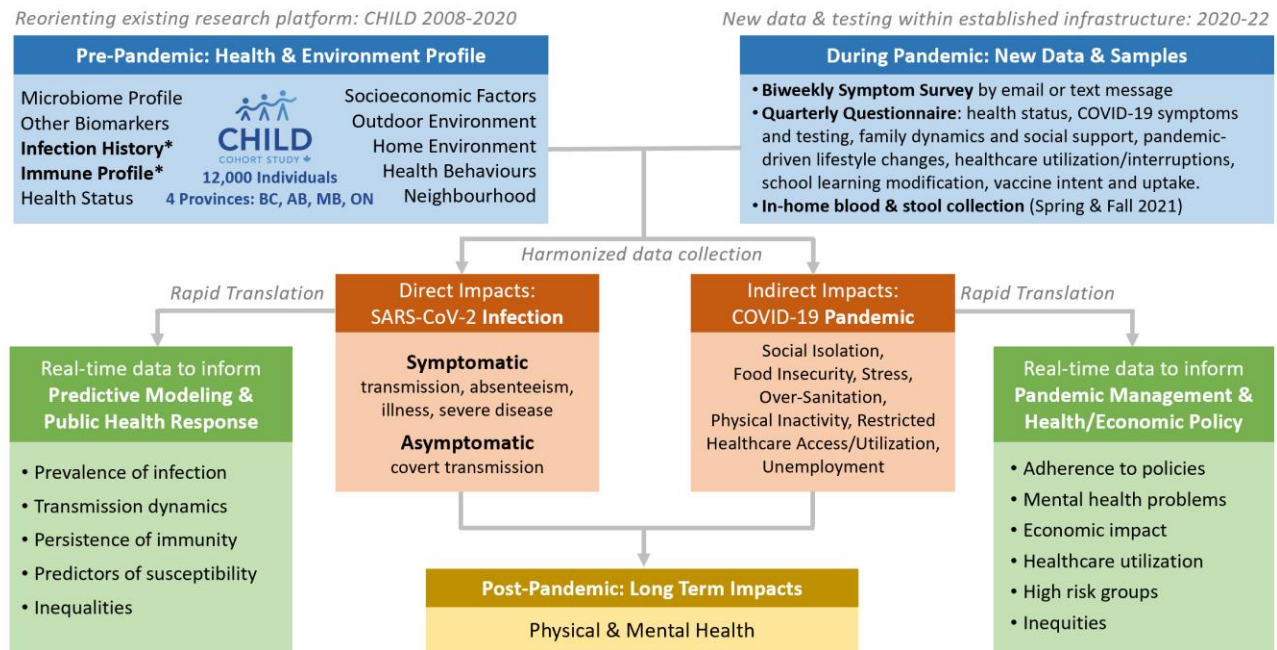 Reorienting existing research platform: CHILD 2008-2020
New data & testing within established infrastructure: 2020-22
Pre-Pandemic: Health & Environment Profile
Microbiome Profile
Other Biomarkers
Infection History*
Immune Profile*
Health Status
CHILD
COHORT STUDY
12,000 Individuals
4 Provinces: BC, AB, MB, ON
Socioeconomic Factors
Outdoor Environment
Home Environment
Health Behaviours
Neighbourhood
During Pandemic: New Data & Samples
• Biweekly Symptom Survey by email or text message
• Quarterly Questionnaire: health status, COVID-19 symptoms
and testing, family dynamics and social support, pandemic-
driven lifestyle changes, healthcare utilization/interruptions,
school learning modification, vaccine intent and uptake.
• In-home blood & stool collection (Spring & Fall 2021)
Harmonized data collection
Rapid Translation
Direct Impacts:
SARS-CoV-2 Infection
Symptomatic
transmission, absenteeism,
illness, severe disease
Asymptomatic
covert transmission
Indirect Impacts:
COVID-19 Pandemic
Social Isolation,
Food Insecurity, Stress,
Over-Sanitation,
Physical Inactivity, Restricted
Healthcare Access/Utilization,
Unemployment
Rapid Translation
Real-time data to inform
Predictive Modeling &
Public Health Response
• Prevalence of infection
• Transmission dynamics
• Persistence of immunity
• Predictors of susceptibility
• Inequalities
Real-time data to inform
Pandemic Management &
Health/Economic Policy
• Adherence to policies
• Mental health problems
• Economic impact
• Healthcare utilization
• High risk groups
• Inequities
Post-Pandemic: Long Term Impacts
Physical & Mental Health